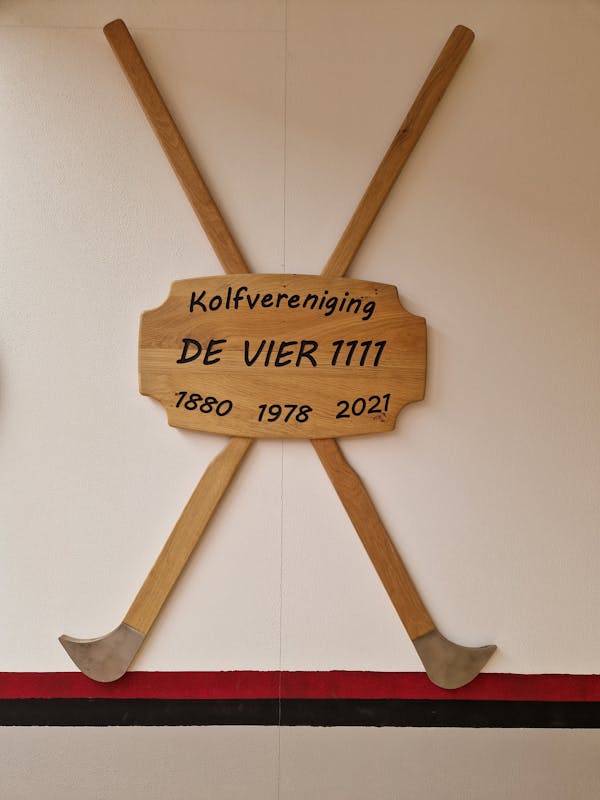 Kolfvereniging
DE VIER 1111
1880 1978 2021